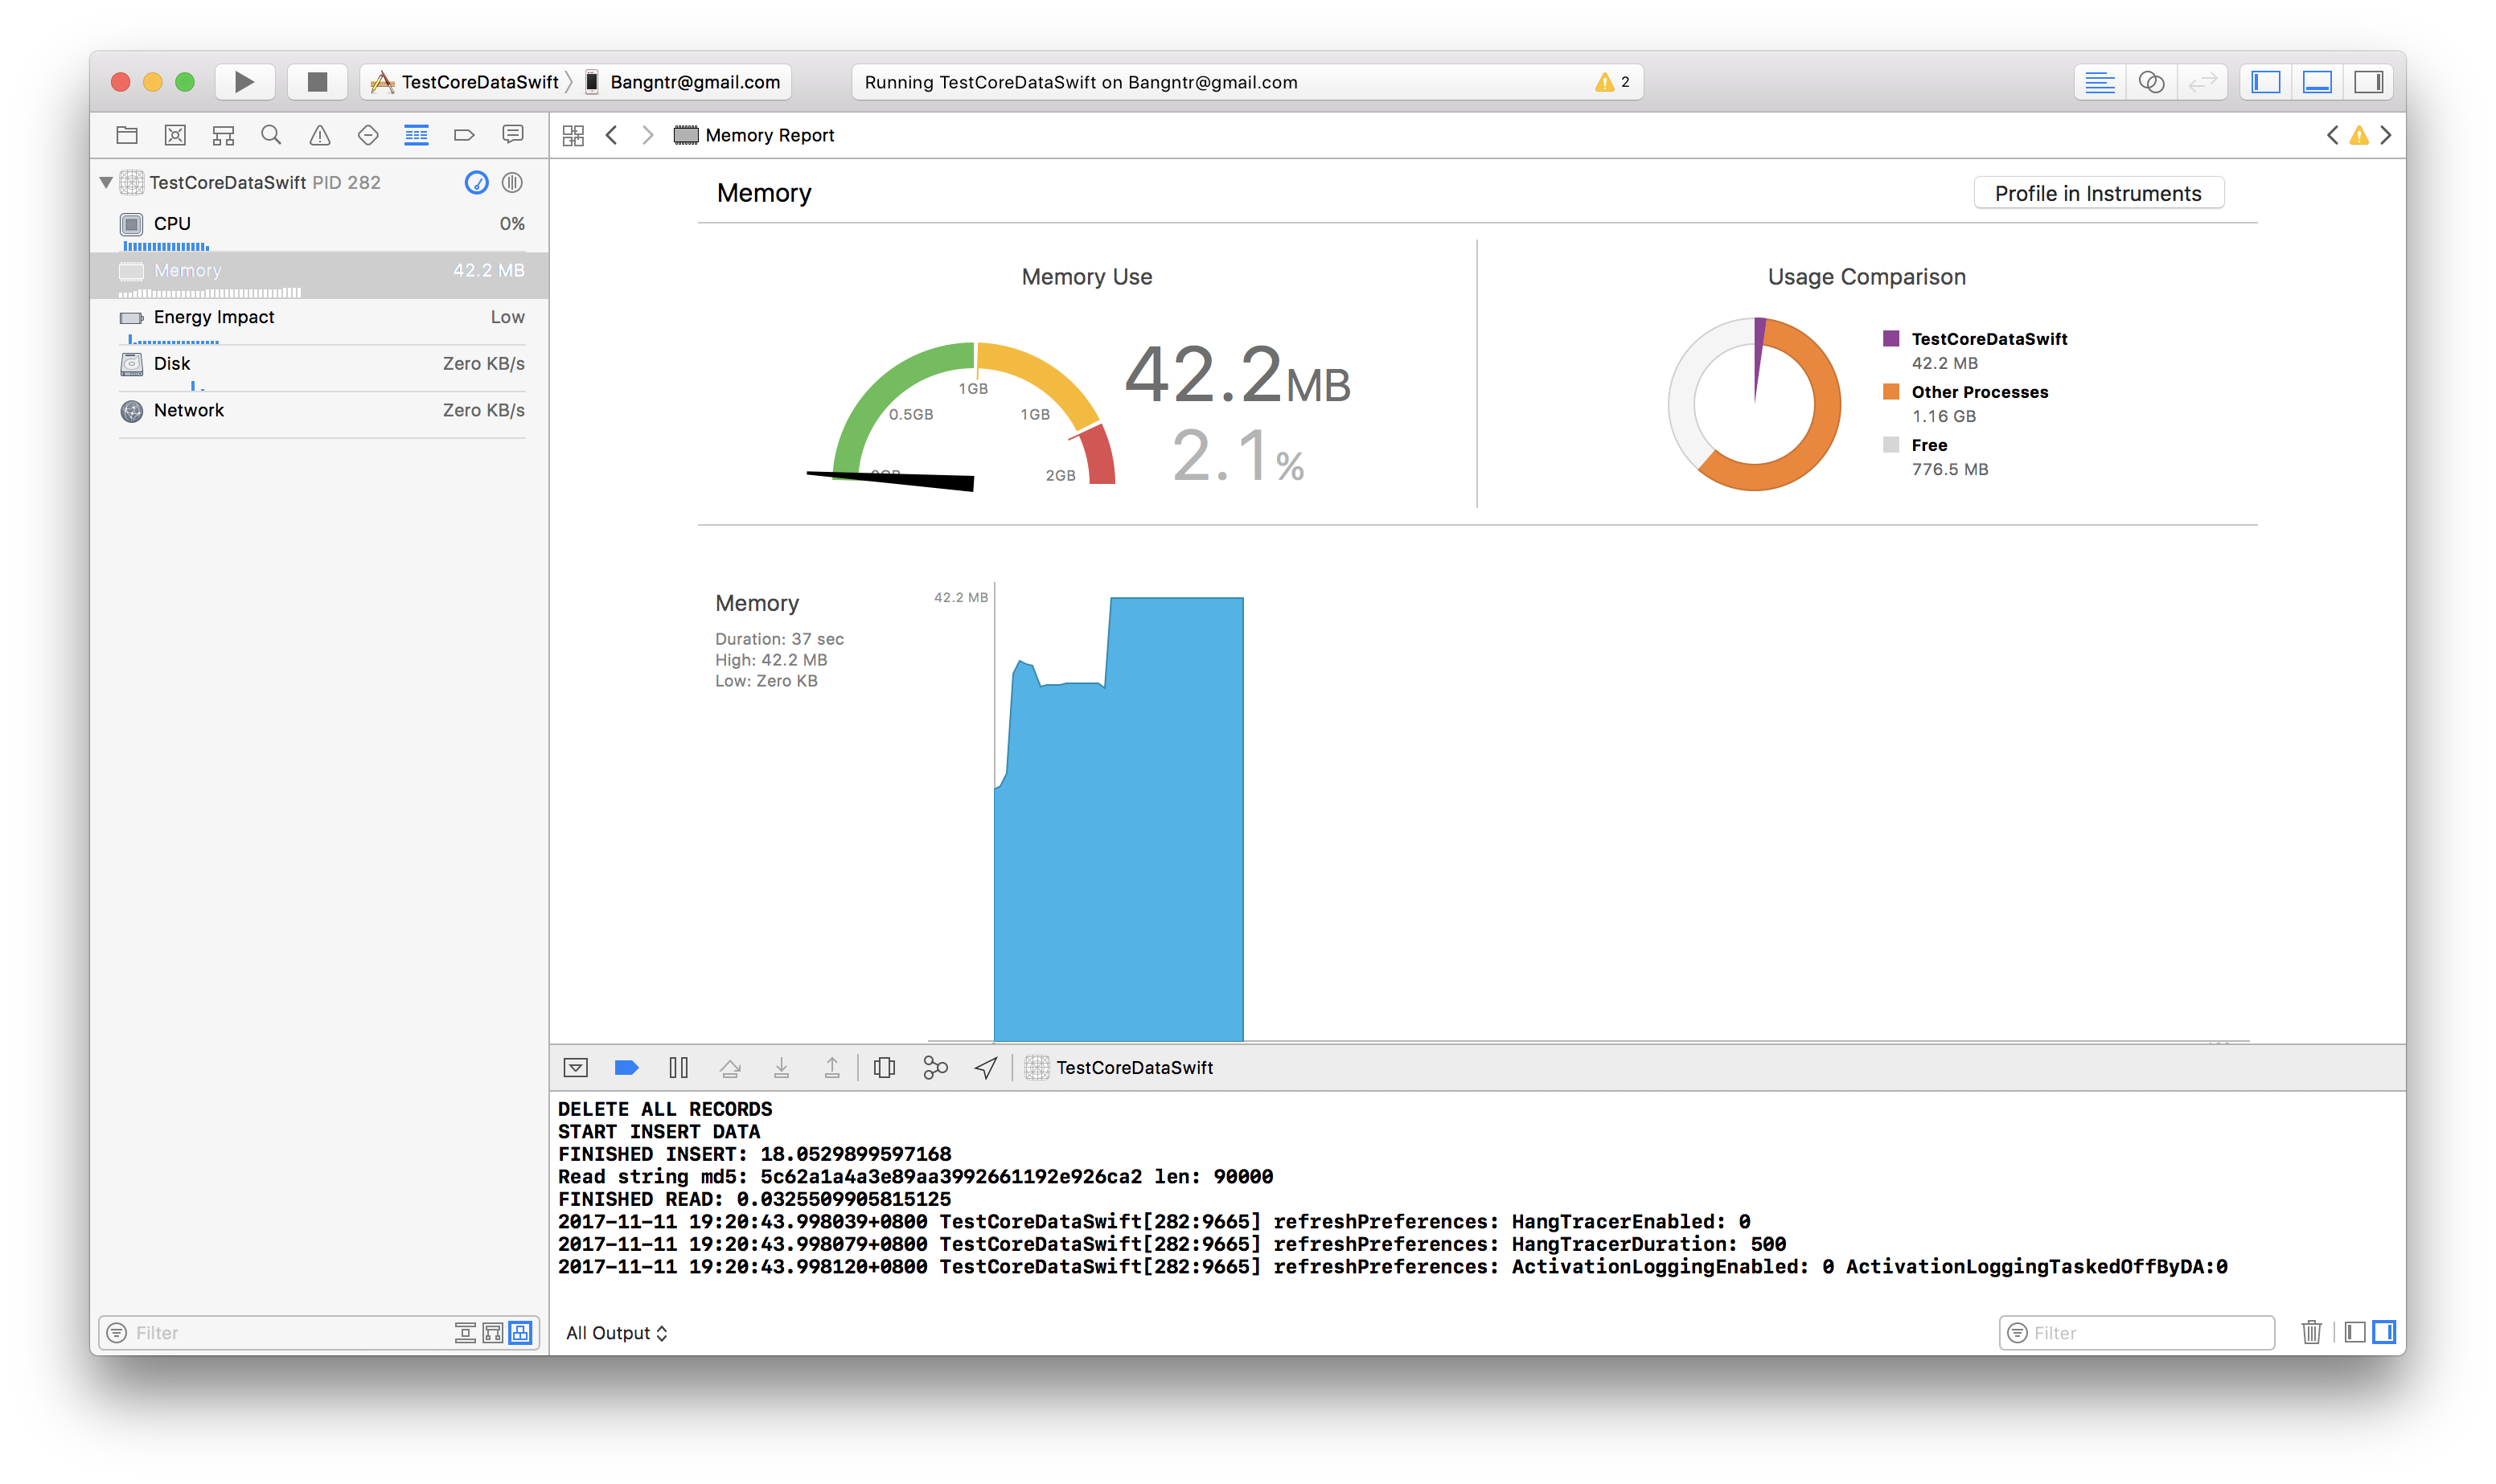 TestCoreDataSwift Bangntr@gmail.com
Running TestCoreDataSwift on Bangntr@gmail.com 2
Memory Report
TestCoreDataSwift PID 282
CPU 0%
Memory 42.2 MB
Energy Impact Low
Disk Zero KB/s
Network Zero KB/s
Memory
Profile in Instruments
Memory Use
0.5GB
1GB
1GB
2GB
42.2MB
2.1%
Usage Comparison
TestCoreDataSwift
42.2 MB
Other Processes
1.16 GB
Free
776.5 MB
Memory
Duration: 37 sec
High: 42.2 MB
Low: Zero KB
42.2 MB
TestCoreDataSwift
DELETE ALL RECORDS
START INSERT DATA
FINISHED INSERT: 18.0529899597168
Read string md5: 5c62a1a4a3e89aa3992661192e926ca2 len: 90000
FINISHED READ: 0.0325509905815125
2017-11-11 19:20:43.998039+0800 TestCoreDataSwift[282:9665] refreshPreferences: HangTracerEnabled: 0
2017-11-11 19:20:43.998079+0800 TestCoreDataSwift[282:9665] refreshPreferences: HangTracerDuration: 500
2017-11-11 19:20:43.998120+0800 TestCoreDataSwift[282:9665] refreshPreferences: ActivationLoggingEnabled: 0 ActivationLoggingTaskedOffByDA:0
Filter
All Output
Filter